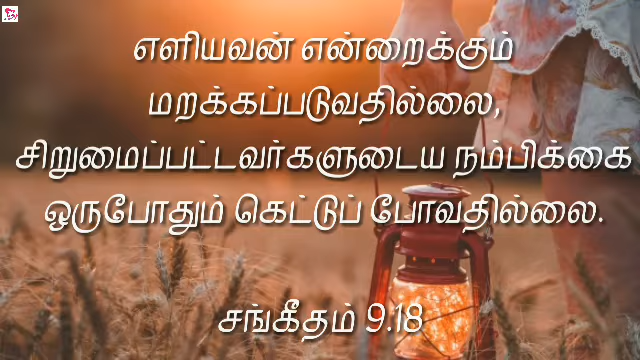 எளியவன் என்றைக்கும்
மறக்கப்படுவதில்லை,
சிறுமைப்பட்டவர்களுடைய நம்பிக்கை
ஒருபோதும் கெட்டுப் போவதில்லை.
சங்கீதம் 9.18